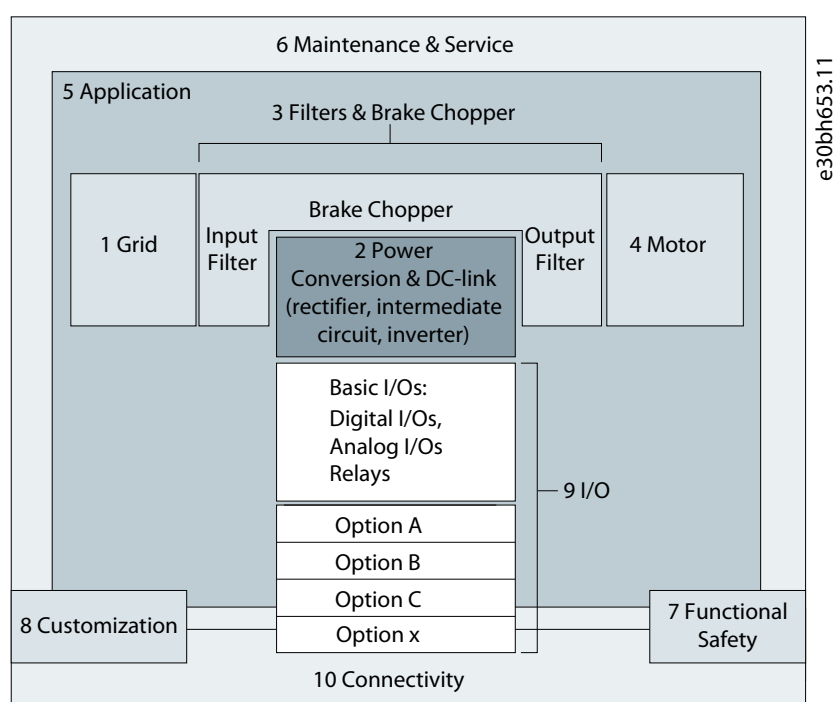 6 Maintenance & Service
5 Application
3 Filters & Brake Chopper
1 Grid
Input
Filter
Brake Chopper
2 Power
Conversion & DC-link
(rectifier, intermediate
circuit, inverter)
Output
Filter
4 Motor
Basic I/Os:
Digital I/Os,
Analog I/Os
Relays
9 I/O
Option A
Option B
Option C
Option x
8 Customization
7 Functional
Safety
10 Connectivity
e30bh653.11